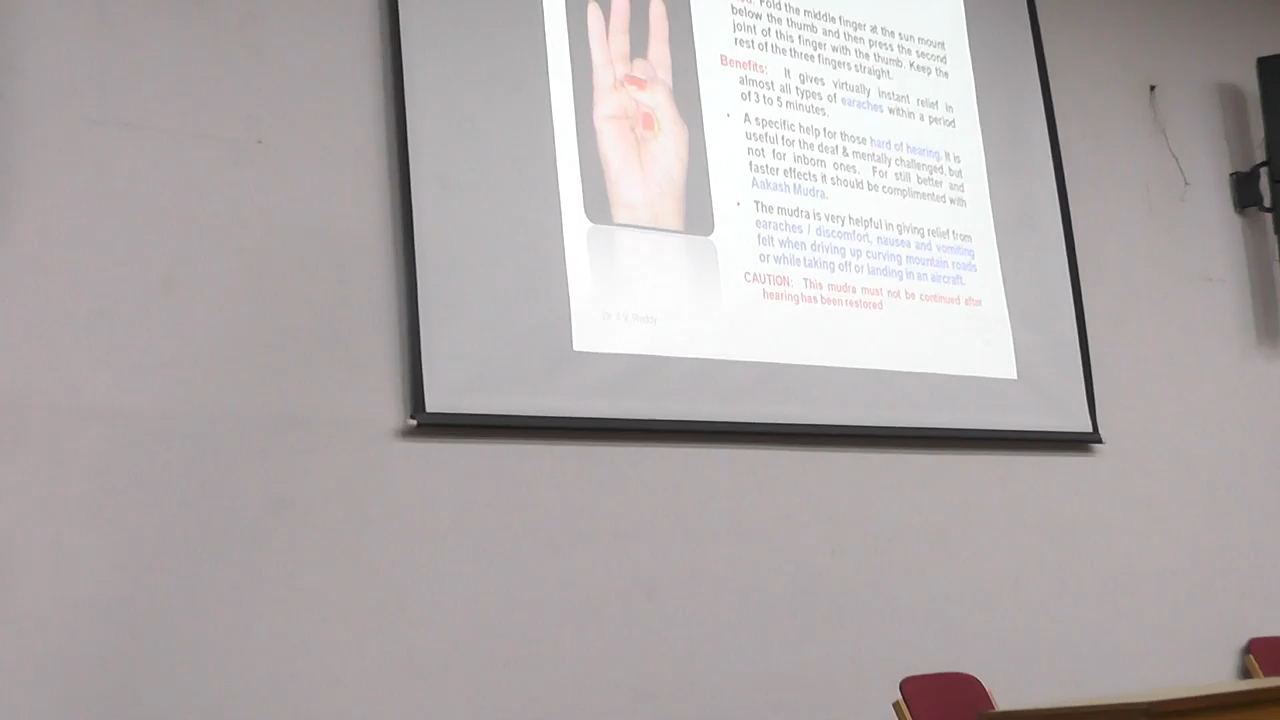 Fold the middle finger at the sun mount
below the thumb and then press the second
joint of this finger with the thumb. Keep the
rest of the three fingers straight.
Benefits: It gives virtually instant relief in
almost all types of earaches within a period
of 3 to 5 minutes.
• A specific help for those hard of hearing. It is
useful for the deaf & mentally challenged, but
not for inborn ones. For still better and
faster effects it should be complimented with
Aakash Mudra.
• The mudra is very helpful in giving relief from
earaches / discomfort, nausea and vomiting
felt when driving up curving mountain roads
or while taking off or landing in an aircraft.
CAUTION: This mudra must not be continued after
hearing has been restored
Reddy